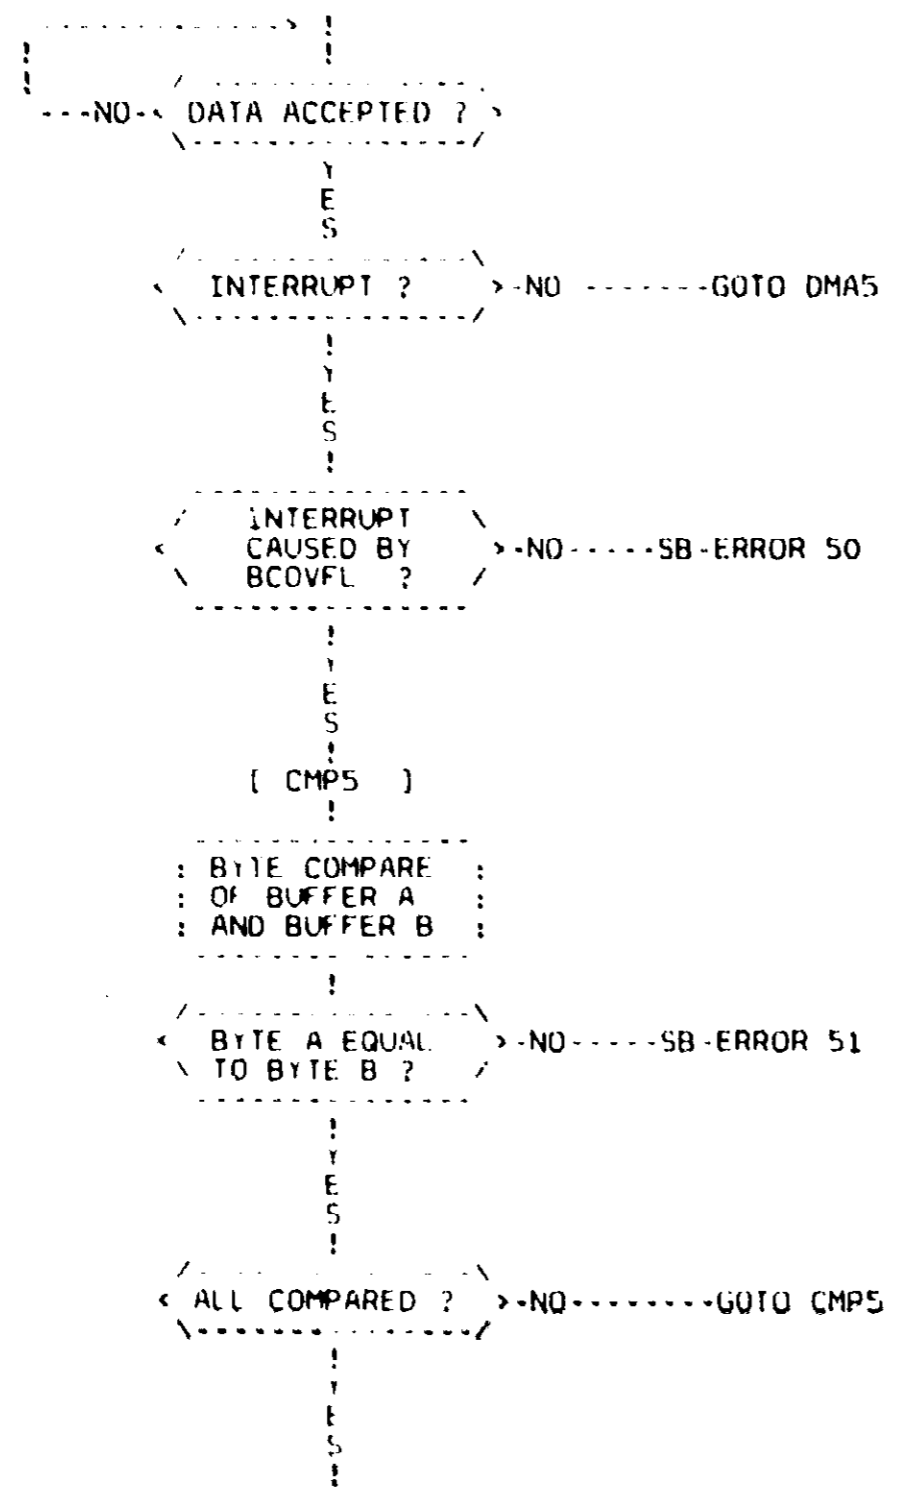 ---NO-< DATA ACCEPTED ? >
Y
E
S
< INTERRUPT ? >-NO -------GOTO DMA5
!
Y
E
S
!
/ INTERRUPT \
< CAUSED BY >-NO-----SB-ERROR 50
\ BCOVFL ? /
!
Y
E
S
!
[ CMP5 ]
!
: BYTE COMPARE :
: OF BUFFER A :
: AND BUFFER B :
!
< BYTE A EQUAL >-NO-----SB-ERROR 51
\ TO BYTE B ? /
!
Y
E
S
!
< ALL COMPARED ? >-NO--------GOTO CMP5
!
Y
E
S
!